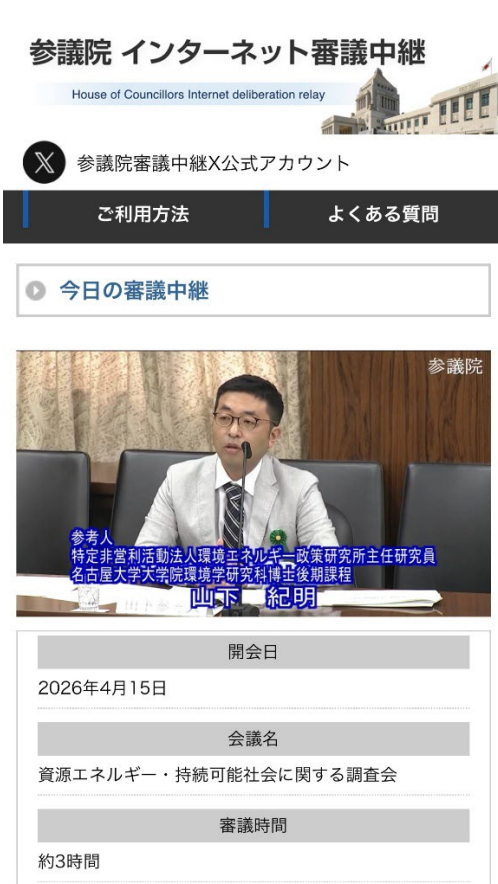 参議院 インターネット審議中継
House of Councillors Internet deliberation relay
参議院審議中継X公式アカウント
ご利用方法
よくある質問
今日の審議中継
参議院
参考人
特定非営利活動法人環境エネルギー政策研究所主任研究員
名古屋大学大学院環境学研究科博士後期課程
山下 紀明
開会日
2026年4月15日
会議名
資源エネルギー・持続可能社会に関する調査会
審議時間
約3時間